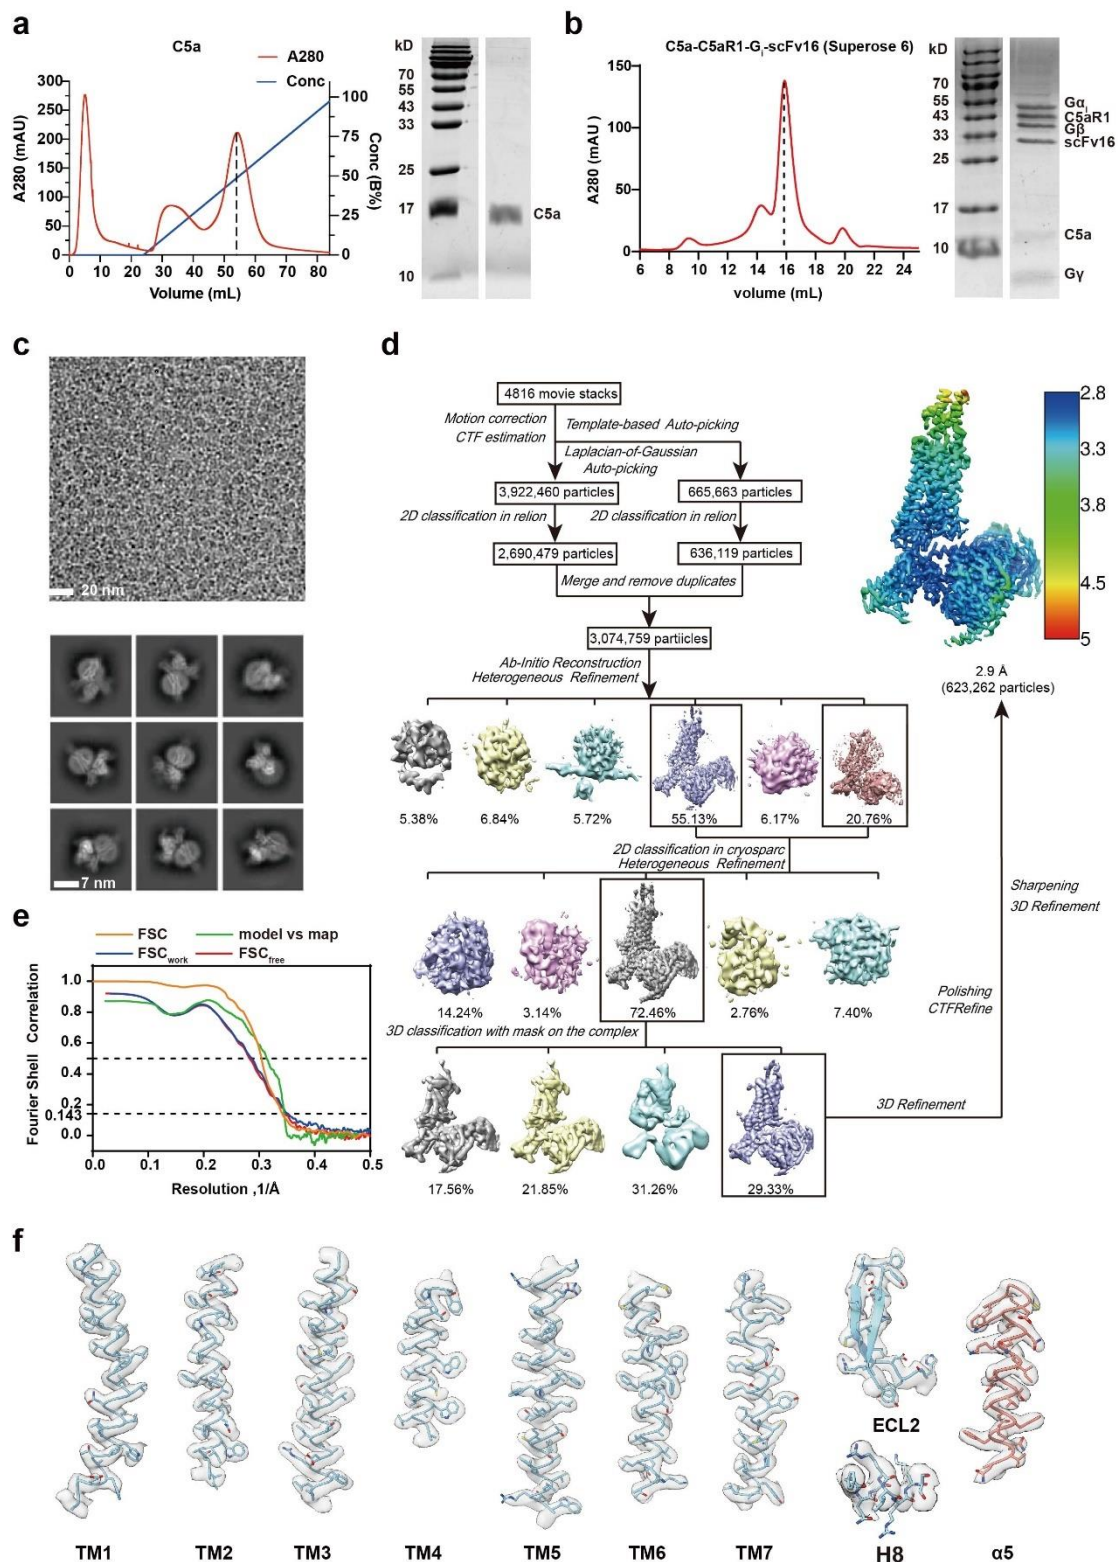 a
C5a
A280
Conc
300
250
200
150
100
50
0
A280 (mAU)
100
75
50
25
0
Conc (B%)
0 10 20 30 40 50 60 70 80
Volume (mL)
kD
70
55
43
33
25
17
10
C5a
b
C5a-C5aR1-Gi-scFv16 (Superose 6)
150
100
50
0
A280 (mAU )
6 8 10 12 14 16 18 20 22 24
volume (mL)
kD
70
55
43
33
25
17
10
Gαi
C5aR1
Gβ
scFv16
C5a
Gγ
c
20 nm
7 nm
d
4816 movie stacks
Motion correction
CTF estimation
Template-based Auto-picking
Laplacian-of-Gaussian
Auto-picking
3,922,460 particles
665,663 particles
2D classification in relion
2D classification in relion
2,690,479 particles
636,119 particles
Merge and remove duplicates
3,074,759 partiicles
Ab-Initio Reconstruction
Heterogeneous Refinement
5.38%
6.84%
5.72%
55.13%
6.17%
20.76%
2D classification in cryosparc
Heterogeneous Refinement
14.24%
3.14%
72.46%
2.76%
7.40%
3D classification with mask on the complex
17.56%
21.85%
31.26%
29.33%
3D Refinement
Polishing
CTFRefine
Sharpening
3D Refinement
2.9 Å
(623,262 particles)
2.8
3.3
3.8
4.5
5
e
FSC
model vs map
FSCwork
FSCfree
1.0
0.8
0.6
0.4
0.2
0.143
0.0
Fourier Shell Correlation
0.0 0.1 0.2 0.3 0.4 0.5
Resolution ,1/Å
f
TM1
TM2
TM3
TM4
TM5
TM6
TM7
ECL2
H8
α5